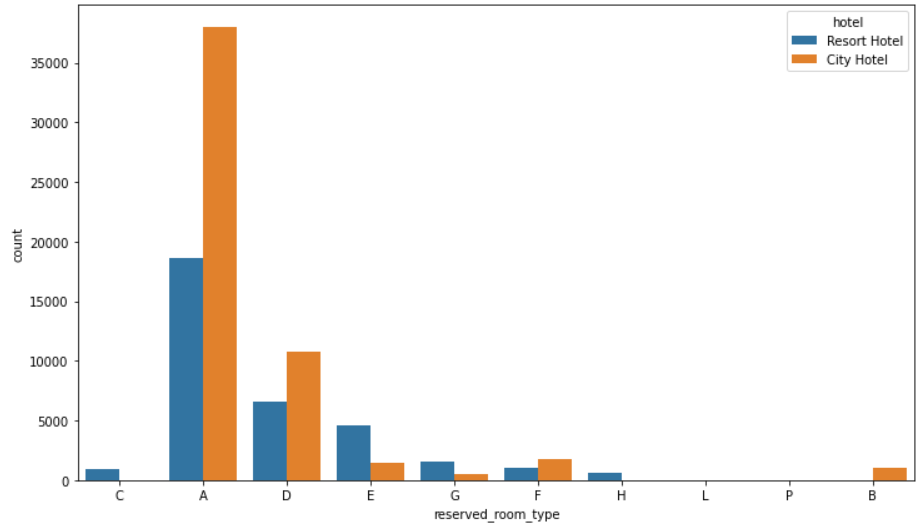 hotel
Resort Hotel
City Hotel
35000
30000
25000
20000
15000
10000
5000
0
count
C A D E G F H L P B
reserved_room_type